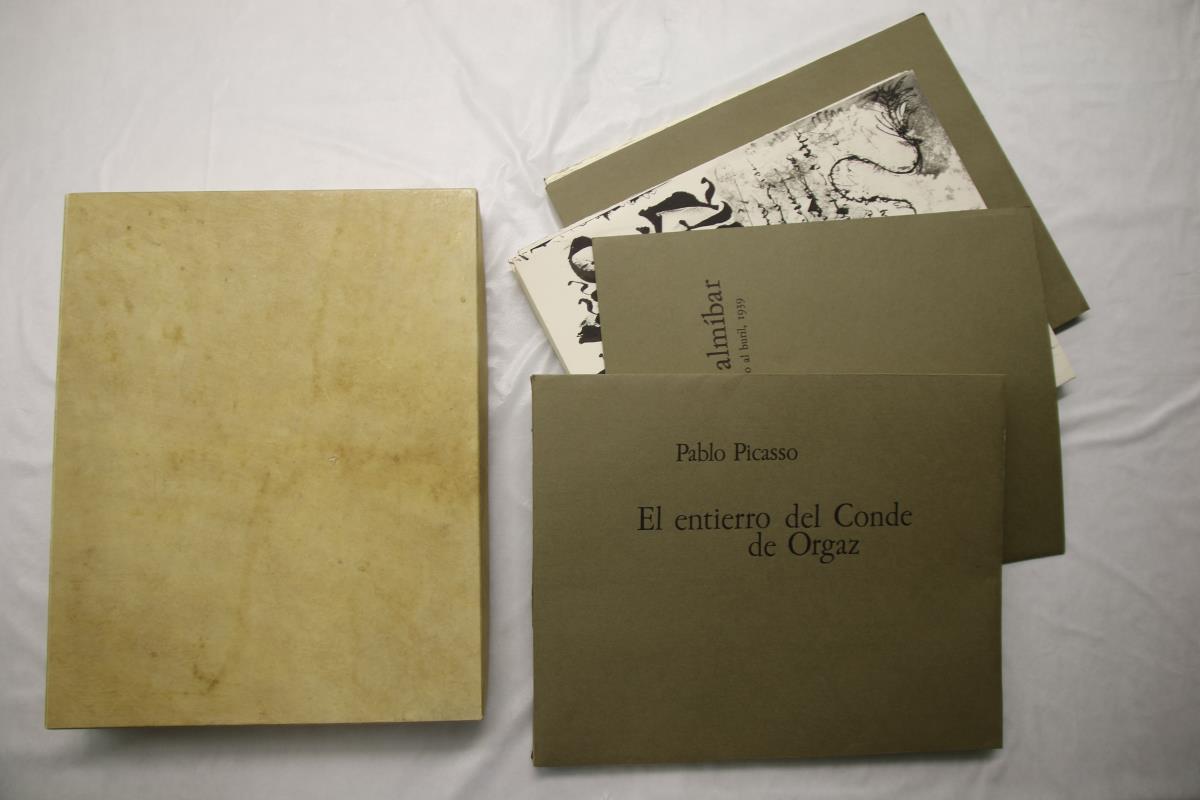 almíbar
o al buril, 1939
Pablo Picasso
El entierro del Conde
de Orgaz